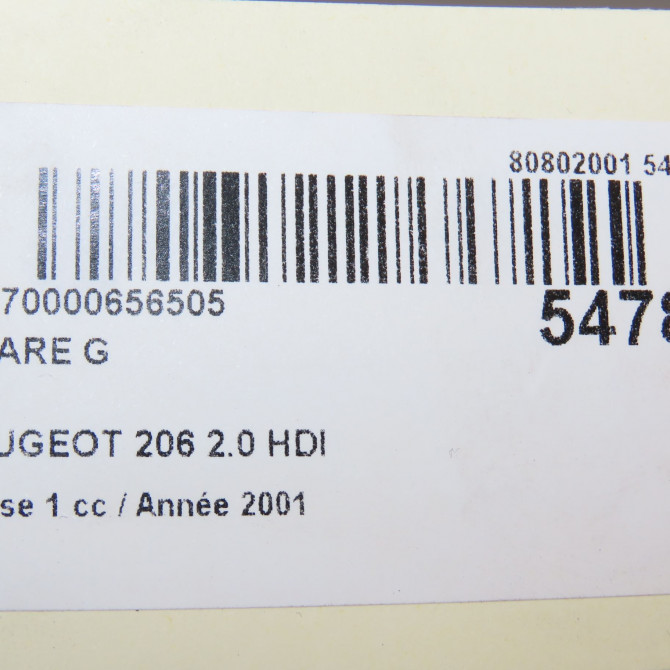 80802001 54
70000656505
5478
ARE G
UGEOT 206 2.0 HDI
se 1 cc / Année 2001